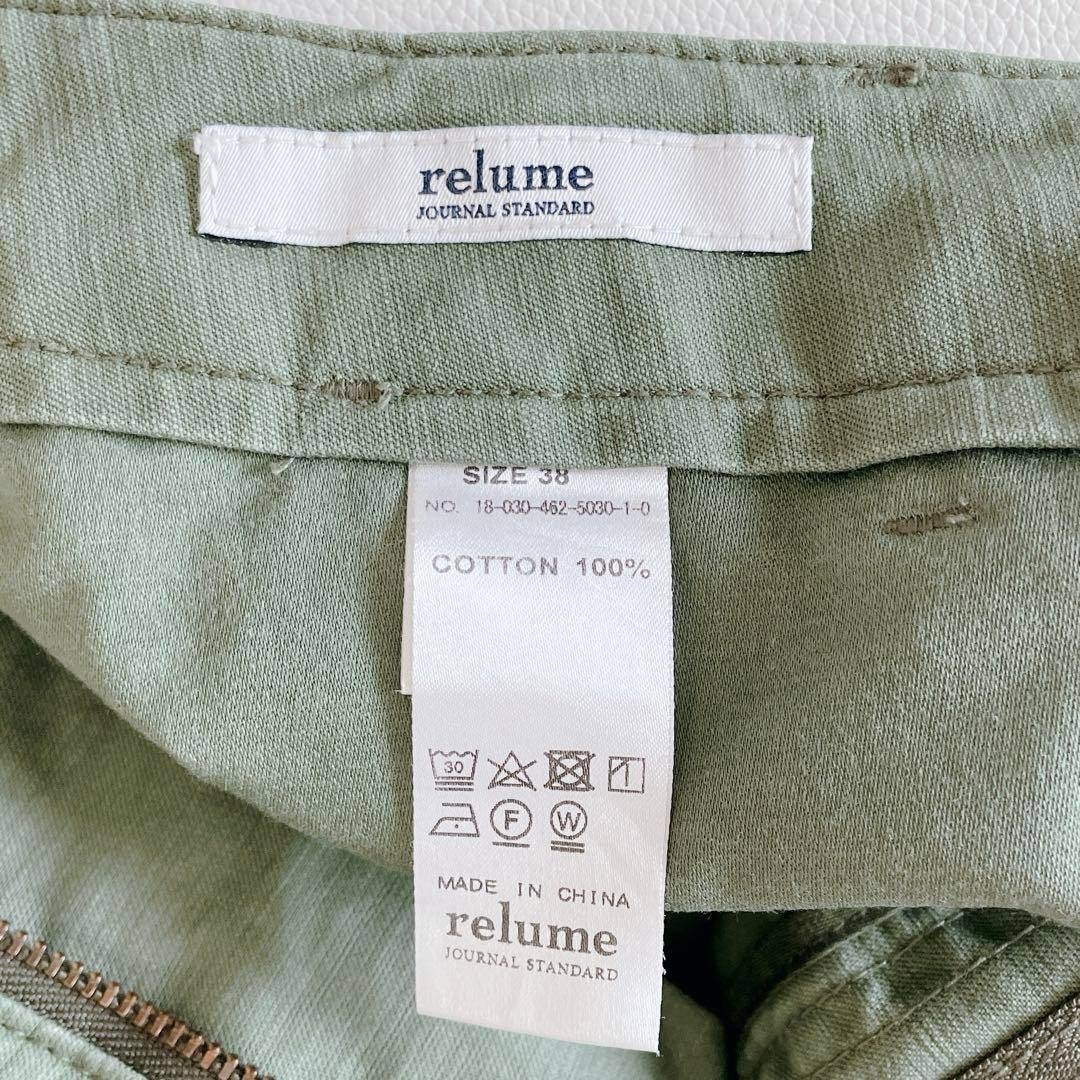 relume
JOURNAL STANDARD
SIZE 38
NO. 18-030-462-5030-1-0
COTTON 100%
30
F W
MADE IN CHINA
relume
JOURNAL STANDARD